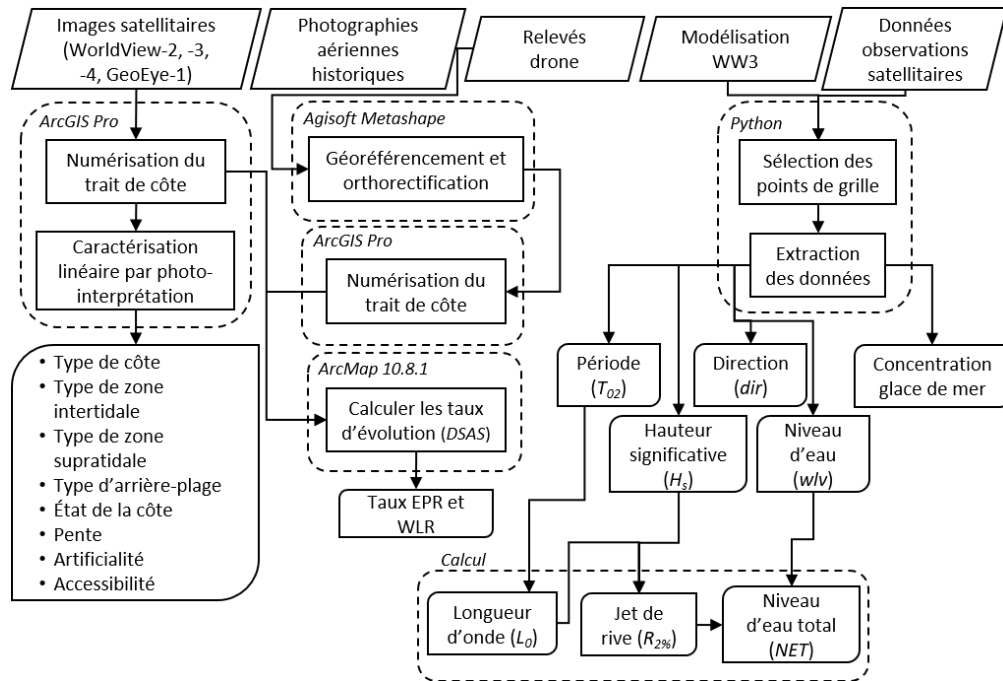 Images satellitaires
(WorldView-2, -3,
-4, GeoEye-1)
Photographies
aériennes
historiques
Relevés
drone
Modélisation
WW3
Données
observations
satellitaires
ArcGIS Pro
Numérisation du
trait de côte
Caractérisation
linéaire par photo-
interprétation
• Type de côte
• Type de zone
intertidale
• Type de zone
supratidale
• Type d'arrière-plage
• État de la côte
• Pente
• Artificialité
• Accessibilité
Agisoft Metashape
Géoréférencement et
orthorectification
ArcGIS Pro
Numérisation du
trait de côte
ArcMap 10.8.1
Calculer les taux
d'évolution (DSAS)
Taux EPR et
WLR
Python
Sélection des
points de grille
Extraction
des données
Période
(T02)
Direction
(dir)
Concentration
glace de mer
Hauteur
significative
(Hs)
Niveau
d'eau
(wlv)
Calcul
Longueur
d'onde (L0)
Jet de
rive (R2%)
Niveau
d'eau total
(NET)